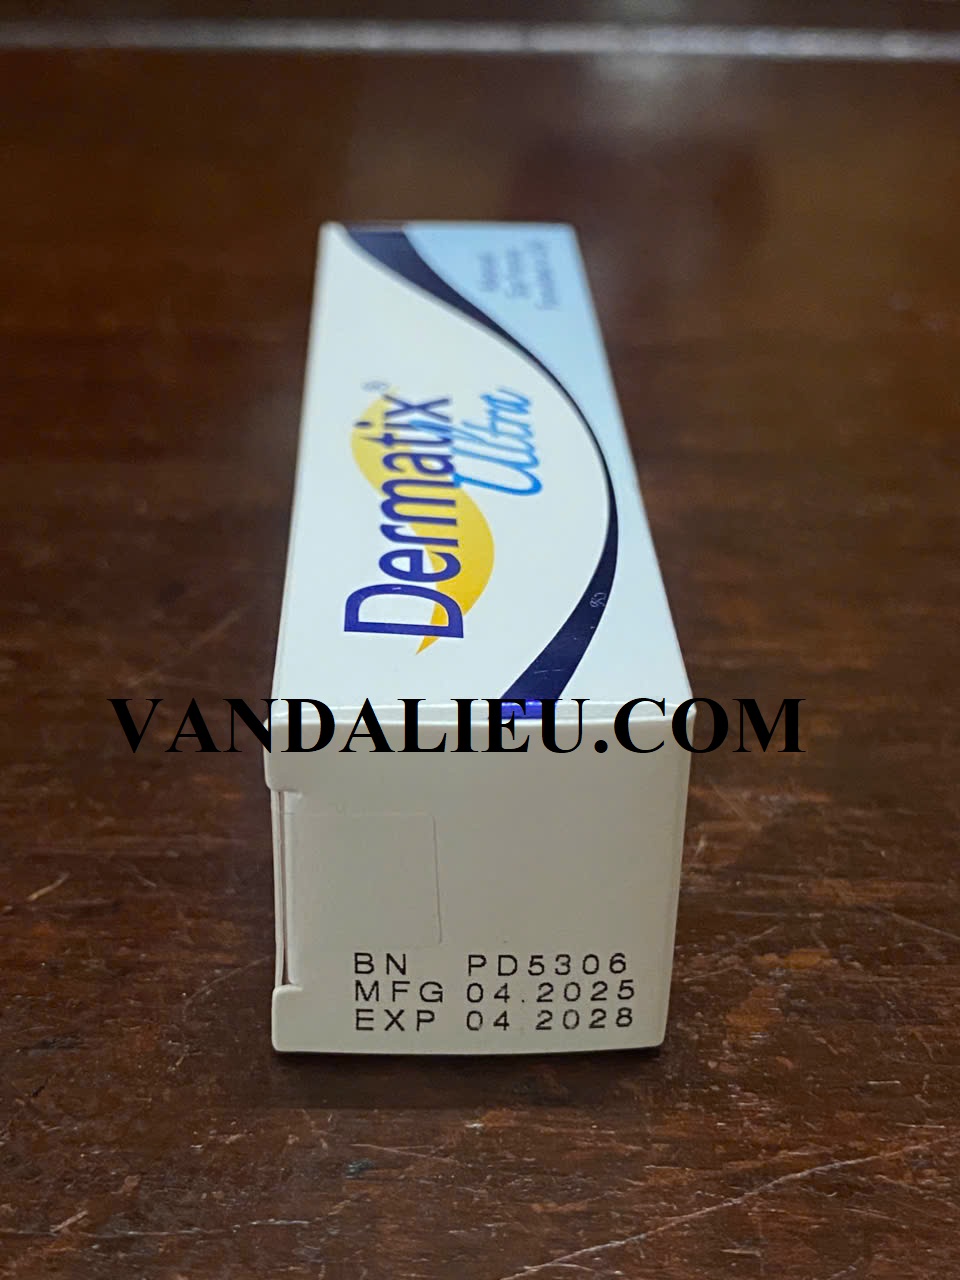 Dermatix®
Ultra
VANDALIEU.COM
BN PD5306
MFG 04.2025
EXP 04 2028